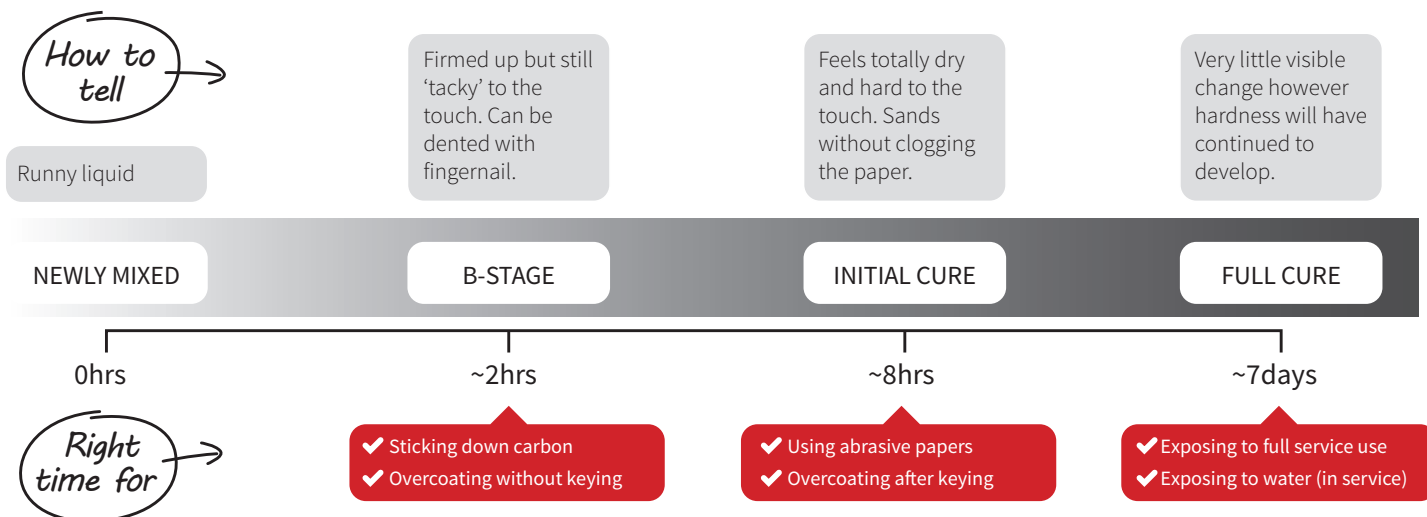 How to
tell
Runny liquid
Firmed up but still
‘tacky’ to the
touch. Can be
dented with
fingernail.
Feels totally dry
and hard to the
touch. Sands
without clogging
the paper.
Very little visible
change however
hardness will have
continued to
develop.
NEWLY MIXED
B-STAGE
INITIAL CURE
FULL CURE
0hrs
~2hrs
~8hrs
~7days
Right
time for
Sticking down carbon
Overcoating without keying
Using abrasive papers
Overcoating after keying
Exposing to full service use
Exposing to water (in service)